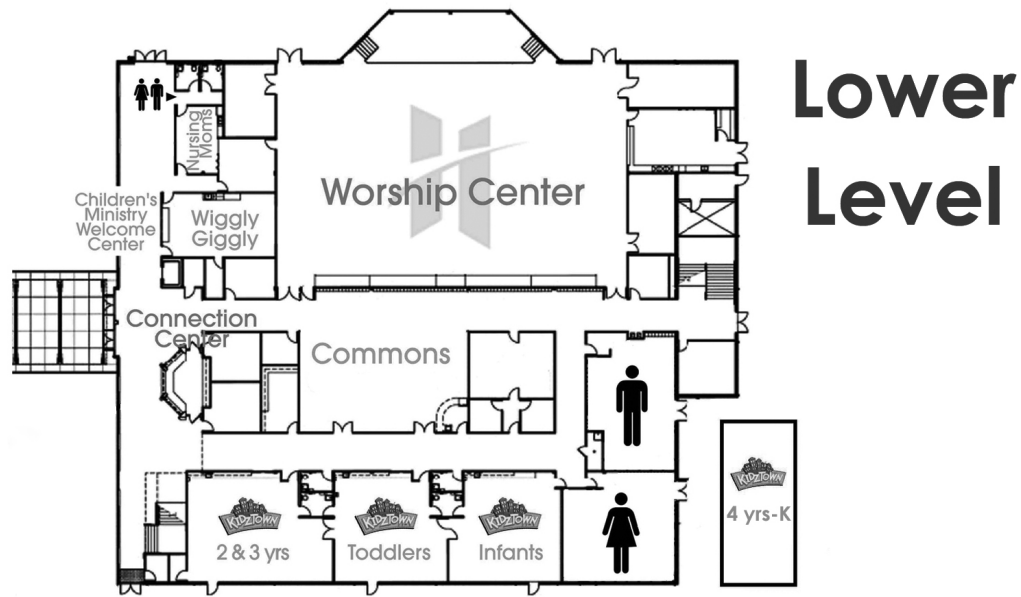 Lower
Level
Nursing
Moms
Worship Center
Children's
Ministry
Welcome
Center
Wiggly
Giggly
Connection
Center
Commons
KIDZTOWN
2 & 3 yrs
KIDZTOWN
Toddlers
KIDZTOWN
Infants
KIDZTOWN
4 yrs-K